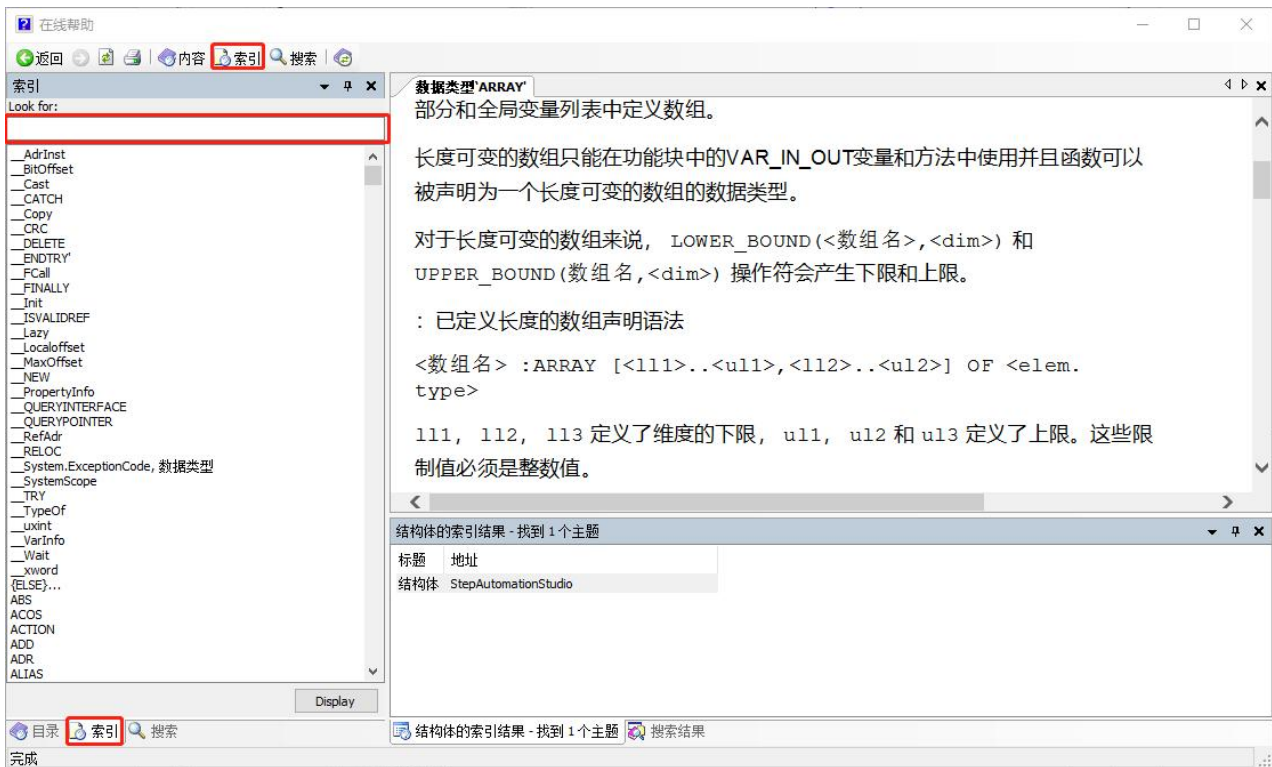 在线帮助
返回 内容 索引 搜索
索引
Look for:
__AdrInst
__BitOffset
__Cast
__CATCH
__Copy
__CRC
__DELETE
__ENDTRY'
__FCall
__FINALLY
__Init
__ISVALIDREF
__Lazy
__Localoffset
__MaxOffset
__NEW
__PropertyInfo
__QUERYINTERFACE
__QUERYPOINTER
__RefAdr
__RELOC
__System.ExceptionCode, 数据类型
__SystemScope
__TRY
__TypeOf
__uxint
__VarInfo
__Wait
__xword
{ELSE}...
ABS
ACOS
ACTION
ADD
ADR
ALIAS
Display
目录 索引 搜索
完成
数据类型'ARRAY'
部分和全局变量列表中定义数组。
长度可变的数组只能在功能块中的VAR_IN_OUT变量和方法中使用并且函数可以
被声明为一个长度可变的数组的数据类型。
对于长度可变的数组来说, LOWER_BOUND(<数组名>,<dim>) 和
UPPER_BOUND(数组名,<dim>) 操作符会产生下限和上限。
: 已定义长度的数组声明语法
<数组名> :ARRAY [<ll1>..<ul1>,<ll2>..<ul2>] OF <elem.
type>
ll1, ll2, ll3 定义了维度的下限, ul1, ul2 和 ul3 定义了上限。这些限
制值必须是整数值。
结构体的索引结果 - 找到 1 个主题
标题 地址
结构体 StepAutomationStudio
结构体的索引结果 - 找到 1 个主题 搜索结果